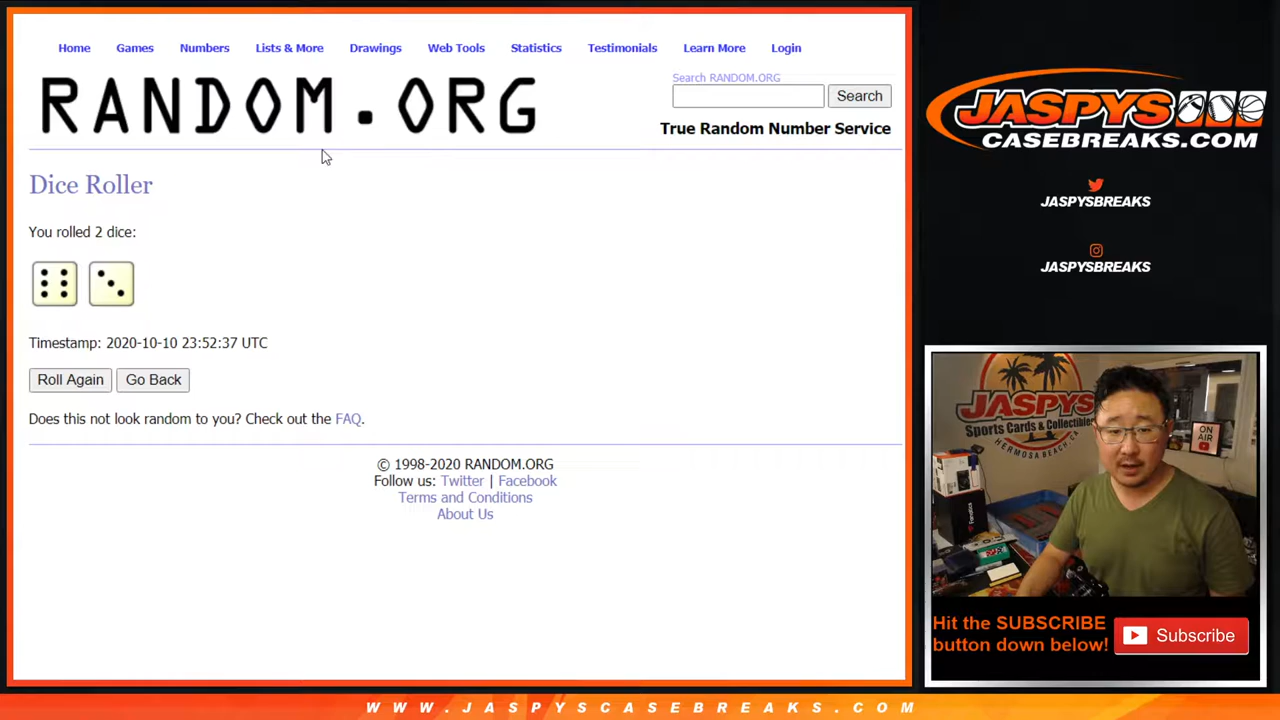 Home Games Numbers Lists & More Drawings Web Tools Statistics Testimonials Learn More Login
RANDOM.ORG
Search RANDOM.ORG
Search
True Random Number Service
Dice Roller
You rolled 2 dice:
Timestamp: 2020-10-10 23:52:37 UTC
Roll Again Go Back
Does this not look random to you? Check out the FAQ.
© 1998-2020 RANDOM.ORG
Follow us: Twitter | Facebook
Terms and Conditions
About Us
JASPYS
CASEBREAKS.COM
JASPYSBREAKS
JASPYSBREAKS
JASPYS
Sports Cards & Collectibles
HERMOSA BEACH, CA
ON AIR
Fanatics
Hit the SUBSCRIBE
button down below!
Subscribe
WWW.JASPYSCASEBREAKS.COM